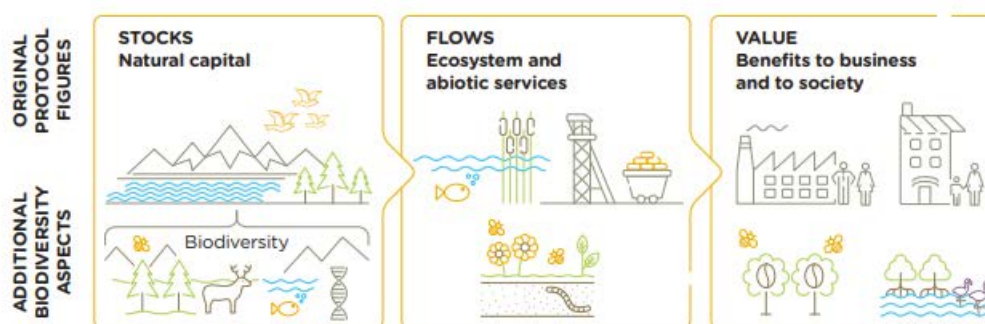 ORIGINAL
PROTOCOL
FIGURES
STOCKS
Natural capital
FLOWS
Ecosystem and
abiotic services
VALUE
Benefits to business
and to society
ADDITIONAL
BIODIVERSITY
ASPECTS
Biodiversity